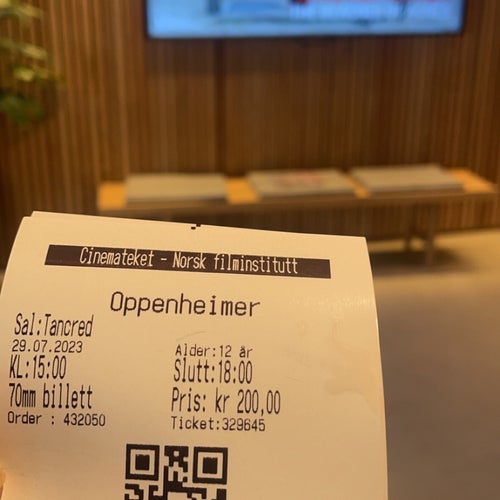 Cinemateket - Norsk filminstitutt
Oppenheimer
Sal:Tancred
29.07.2023
Alder:12 år
KL:15:00
Slutt:18:00
70mm billett
Pris: kr 200,00
Order : 432050
Ticket:329645